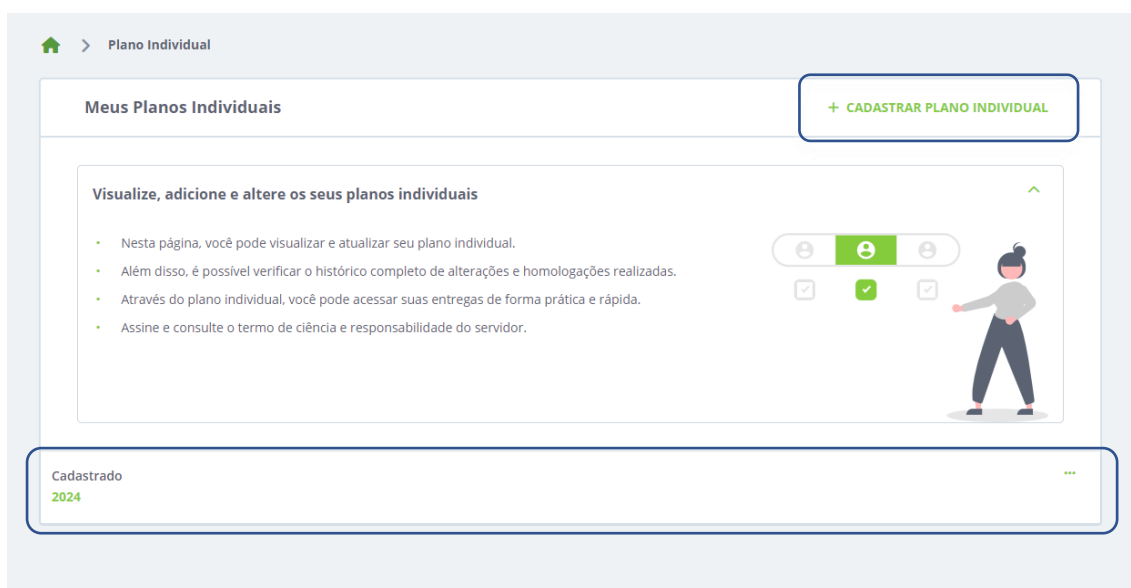 Plano Individual
Meus Planos Individuais
+ CADASTRAR PLANO INDIVIDUAL
Visualize, adicione e altere os seus planos individuais
• Nesta página, você pode visualizar e atualizar seu plano individual.
• Além disso, é possível verificar o histórico completo de alterações e homologações realizadas.
• Através do plano individual, você pode acessar suas entregas de forma prática e rápida.
• Assine e consulte o termo de ciência e responsabilidade do servidor.
Cadastrado
2024